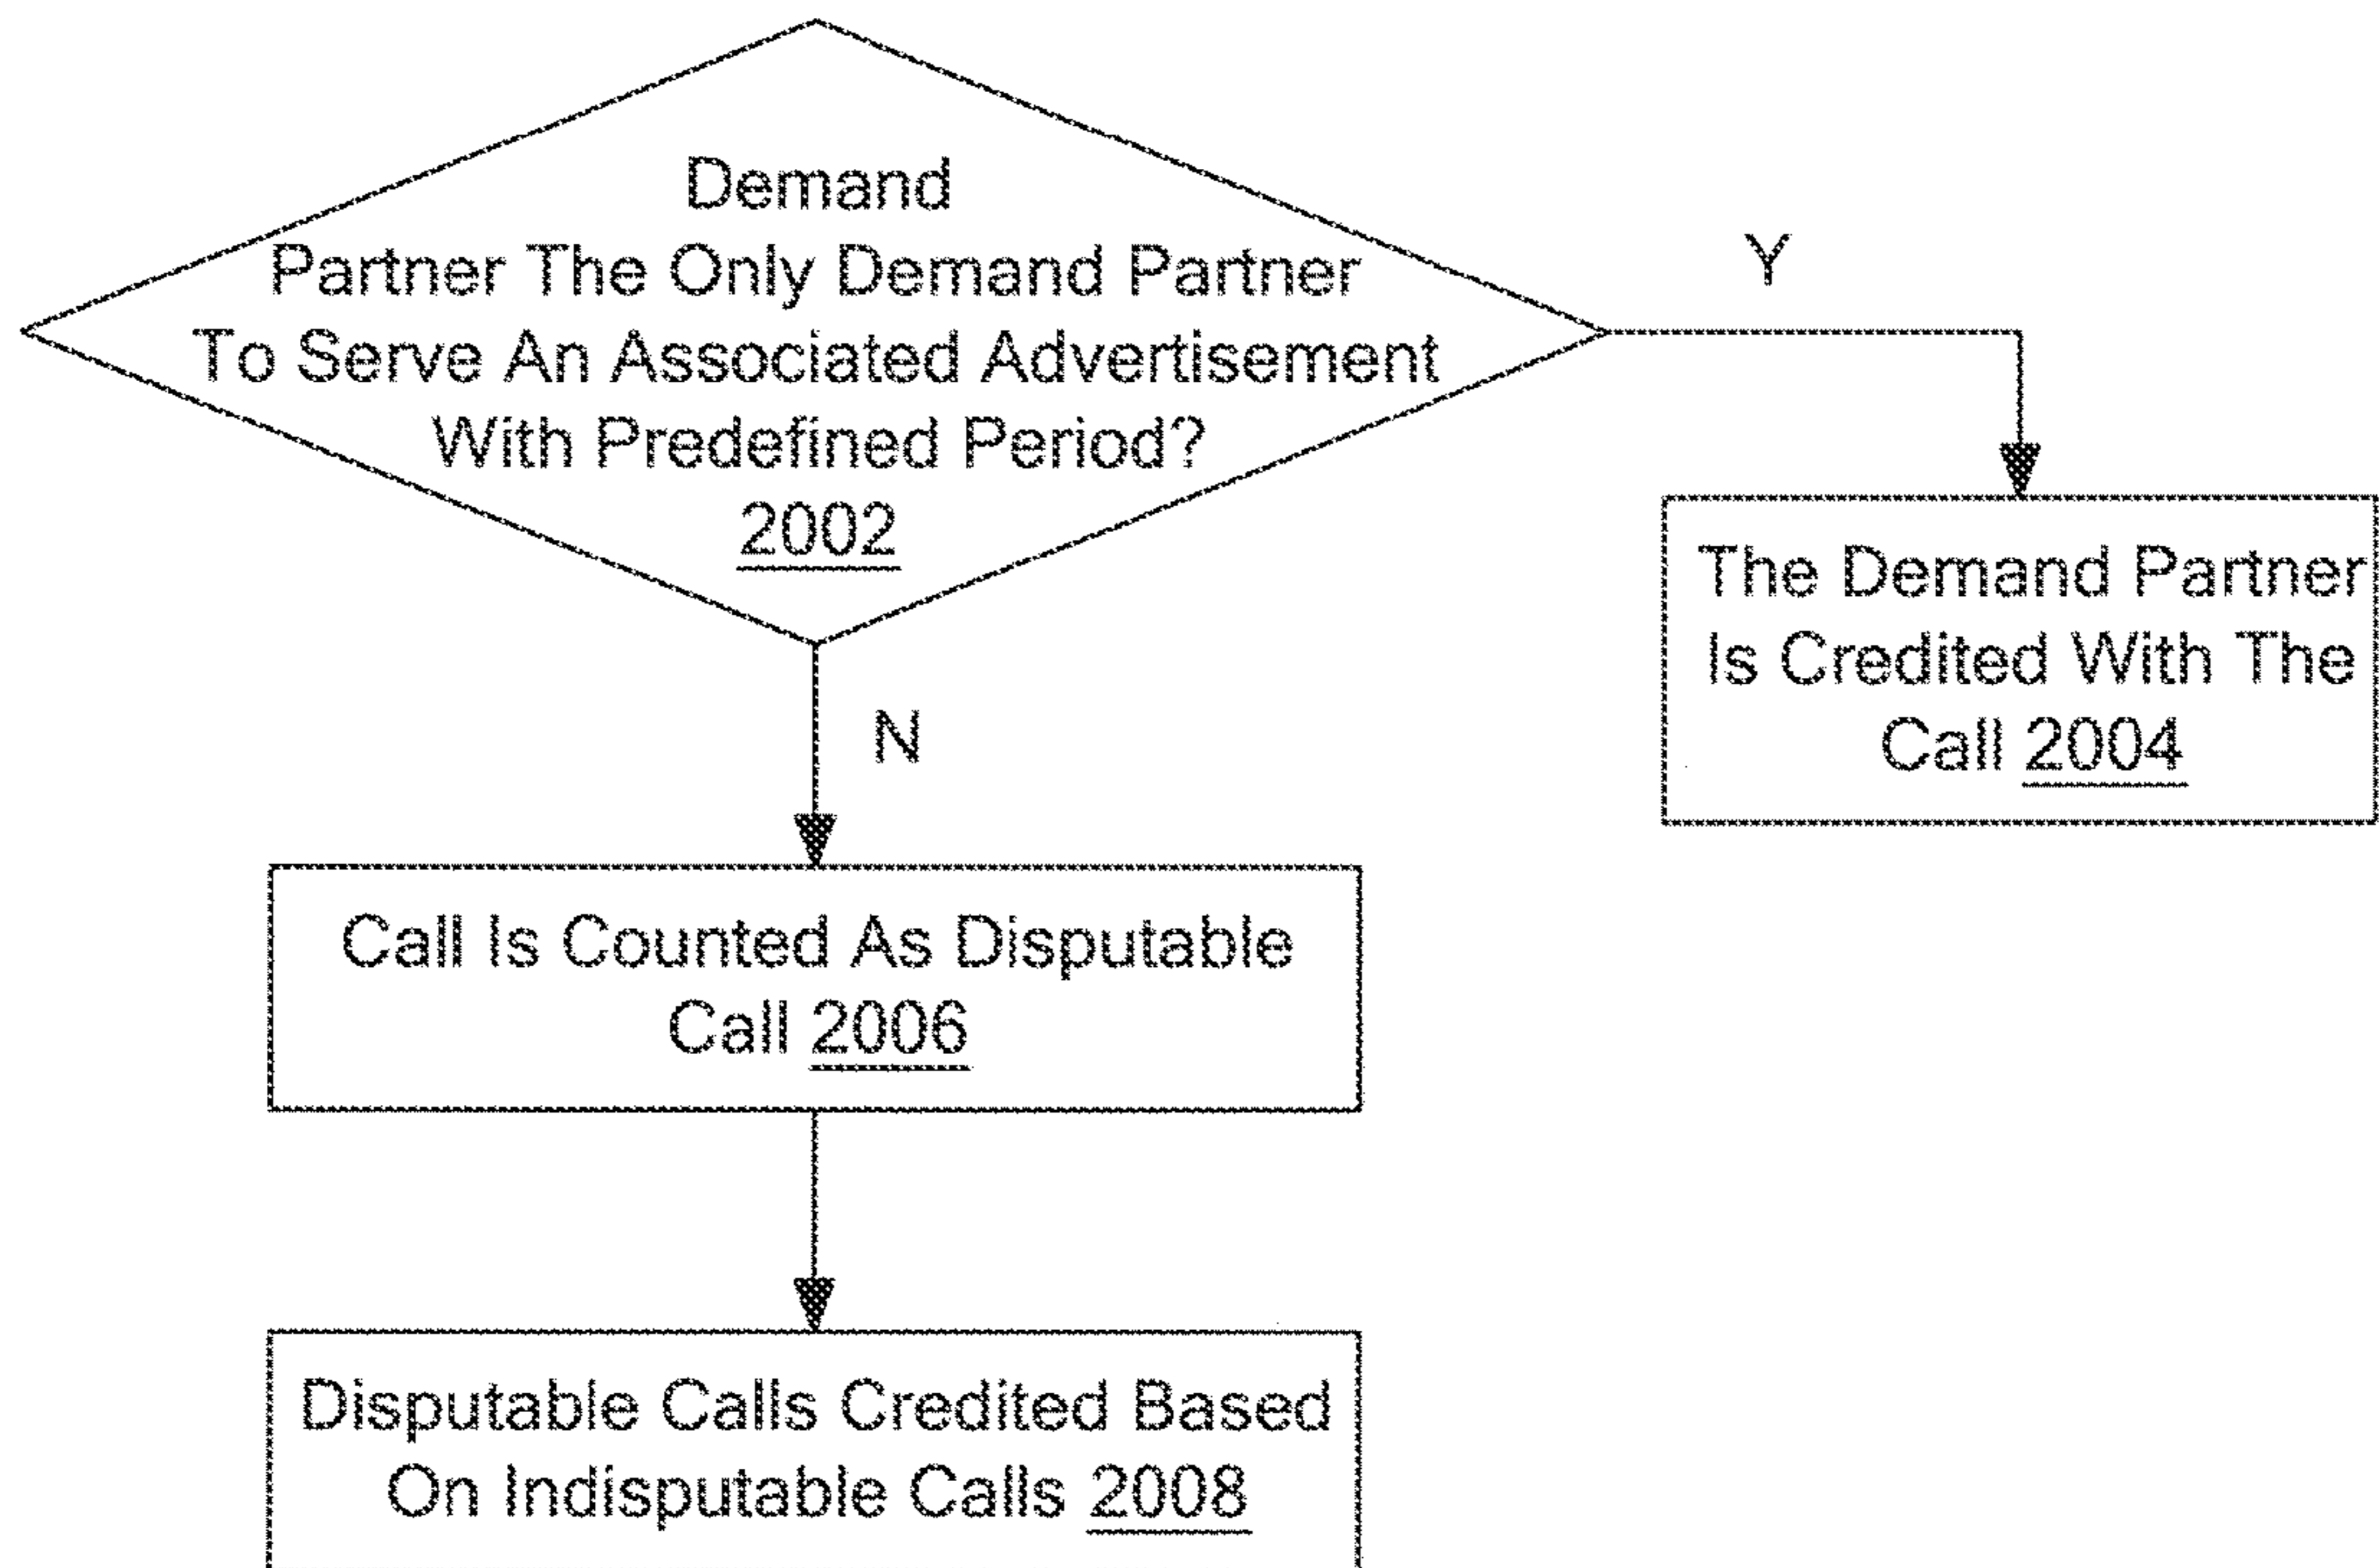 Demand
Partner The Only Demand Partner
To Serve An Associated Advertisement
With Predefined Period?
2002
Y
The Demand Partner
Is Credited With The
Call 2004
N
Call Is Counted As Disputable
Call 2006
Disputable Calls Credited Based
On Indisputable Calls 2008